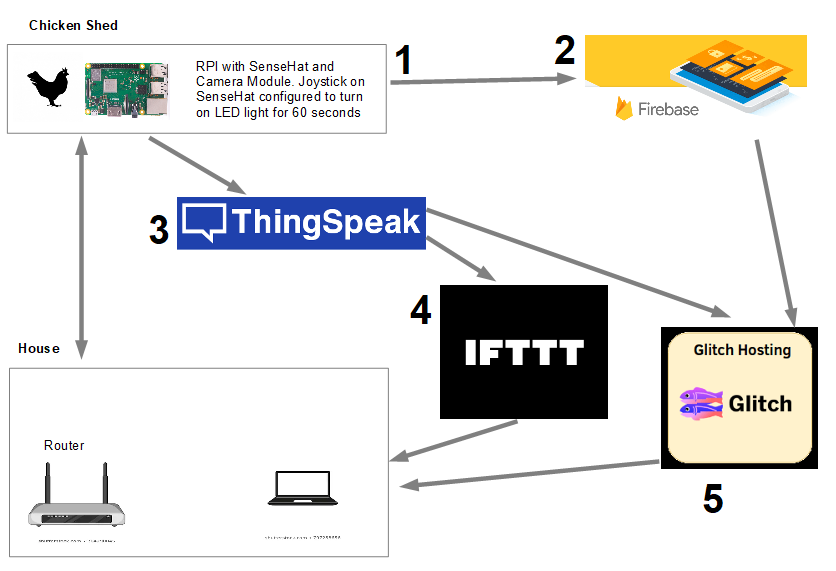 Chicken Shed
RPI with SenseHat and
Camera Module. Joystick on
SenseHat configured to turn
on LED light for 60 seconds
1
2
Firebase
3
ThingSpeak
4
IFTTT
House
Glitch Hosting
Glitch
Router
5